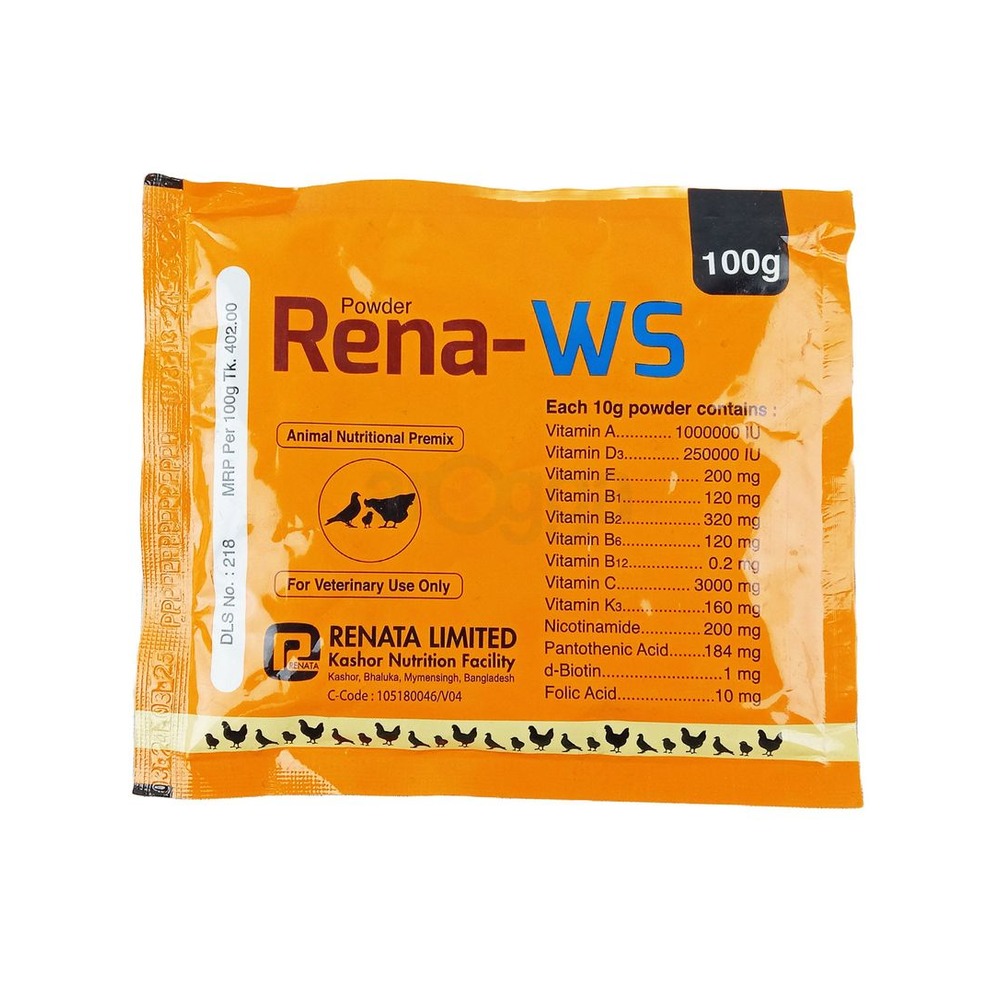 100g
Powder
Rena-WS
Animal Nutritional Premix
For Veterinary Use Only
RENATA
RENATA LIMITED
Kashor Nutrition Facility
Kashor, Bhaluka, Mymensingh, Bangladesh
C-Code : 105180046/V04
Each 10g powder contains :
Vitamin A............ 1000000 IU
Vitamin D3............ 250000 IU
Vitamin E.................. 200 mg
Vitamin B1................. 120 mg
Vitamin B2................. 320 mg
Vitamin B6................. 120 mg
Vitamin B12................. 0.2 mg
Vitamin C................ 3000 mg
Vitamin K3................. 160 mg
Nicotinamide............. 200 mg
Pantothenic Acid........184 mg
d-Biotin.......................... 1 mg
Folic Acid.....................10 mg
DLS No. : 218 MRP Per 100g Tk. 402.00